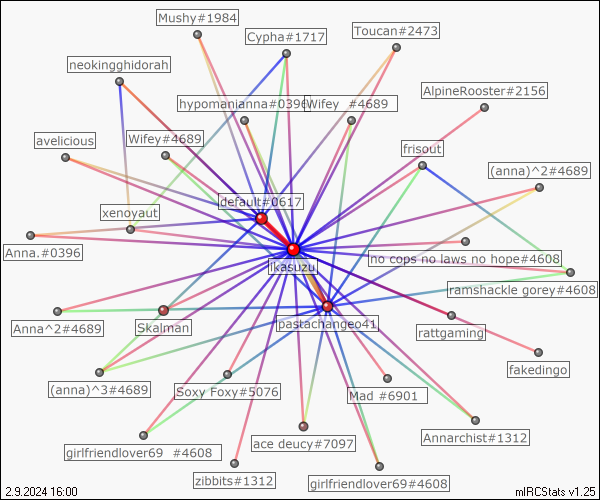 Mushy#1984
Cypha#1717
Toucan#2473
neokingghidorah
hypomanianna#0396
Wifey  #4689
AlpineRooster#2156
avelicious
Wifey#4689
frisout
(anna)^2#4689
default#0617
xenoyaut
Anna.#0396
no cops no laws no hope#4608
ikasuzu
ramshackle gorey#4608
Anna^2#4689
Skalman
pastachangeo41
rattgaming
fakedingo
(anna)^3#4689
Soxy Foxy#5076
Mad #6901
ace deucy#7097
Annarchist#1312
girlfriendlover69  #4608
zibbits#1312
girlfriendlover69#4608
2.9.2024 16:00
mIRCStats v1.25